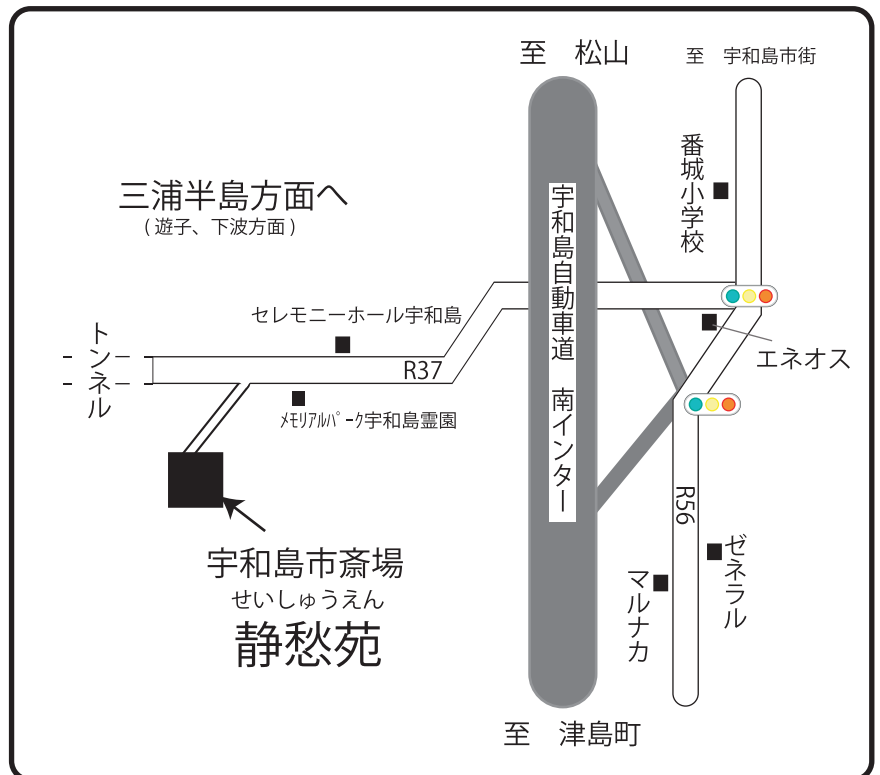 至　松山
至　宇和島市街
番城小学校
三浦半島方面へ
(遊子、下波方面)
宇和島自動車道　南インター
セレモニーホール宇和島
トンネル
R37
エネオス
ﾒﾓﾘｱﾙﾊﾟｰｸ宇和島霊園
R56
ゼネラル
マルナカ
宇和島市斎場
せいしゅうえん
静愁苑
至　津島町